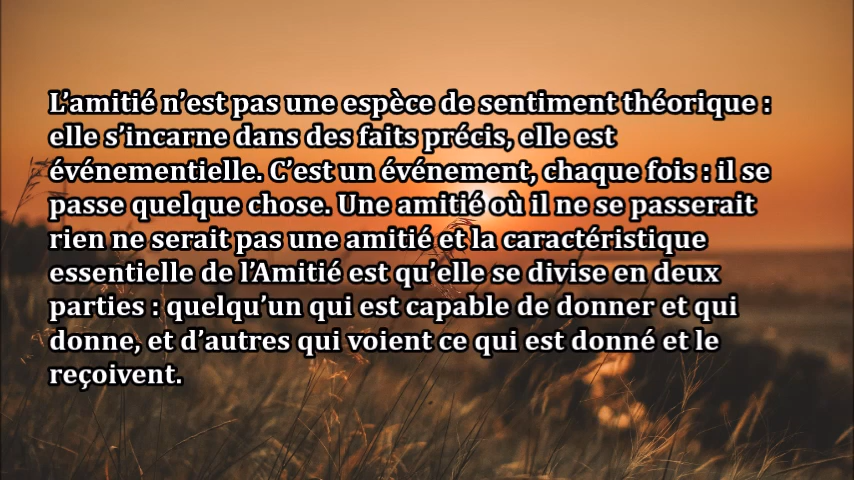 L’amitié n’est pas une espèce de sentiment théorique :
elle s’incarne dans des faits précis, elle est
événementielle. C’est un événement, chaque fois : il se
passe quelque chose. Une amitié où il ne se passerait
rien ne serait pas une amitié et la caractéristique
essentielle de l’Amitié est qu’elle se divise en deux
parties : quelqu’un qui est capable de donner et qui
donne, et d’autres qui voient ce qui est donné et le
reçoivent.